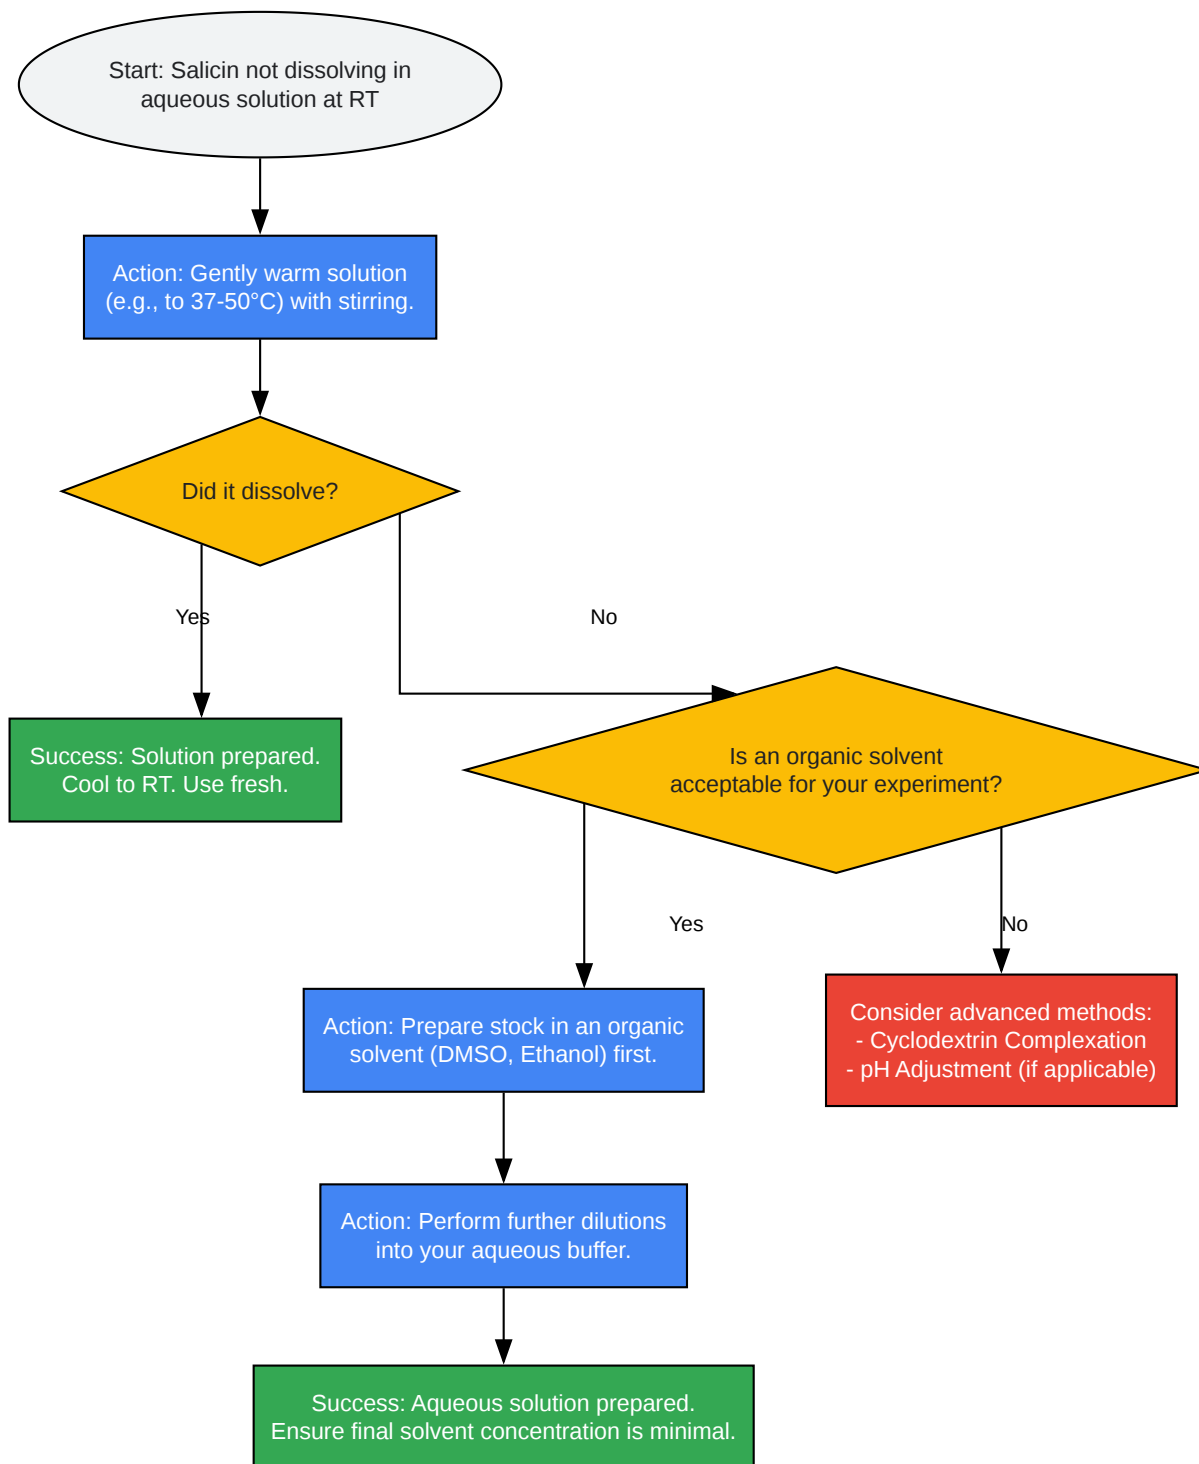 Start: Salicin not dissolving in
aqueous solution at RT
Action: Gently warm solution
(e.g., to 37-50°C) with stirring.
Did it dissolve?
Yes
No
Success: Solution prepared.
Cool to RT. Use fresh.
Is an organic solvent
acceptable for your experiment?
Yes
No
Action: Prepare stock in an organic
solvent (DMSO, Ethanol) first.
Consider advanced methods:
- Cyclodextrin Complexation
- pH Adjustment (if applicable)
Action: Perform further dilutions
into your aqueous buffer.
Success: Aqueous solution prepared.
Ensure final solvent concentration is minimal.